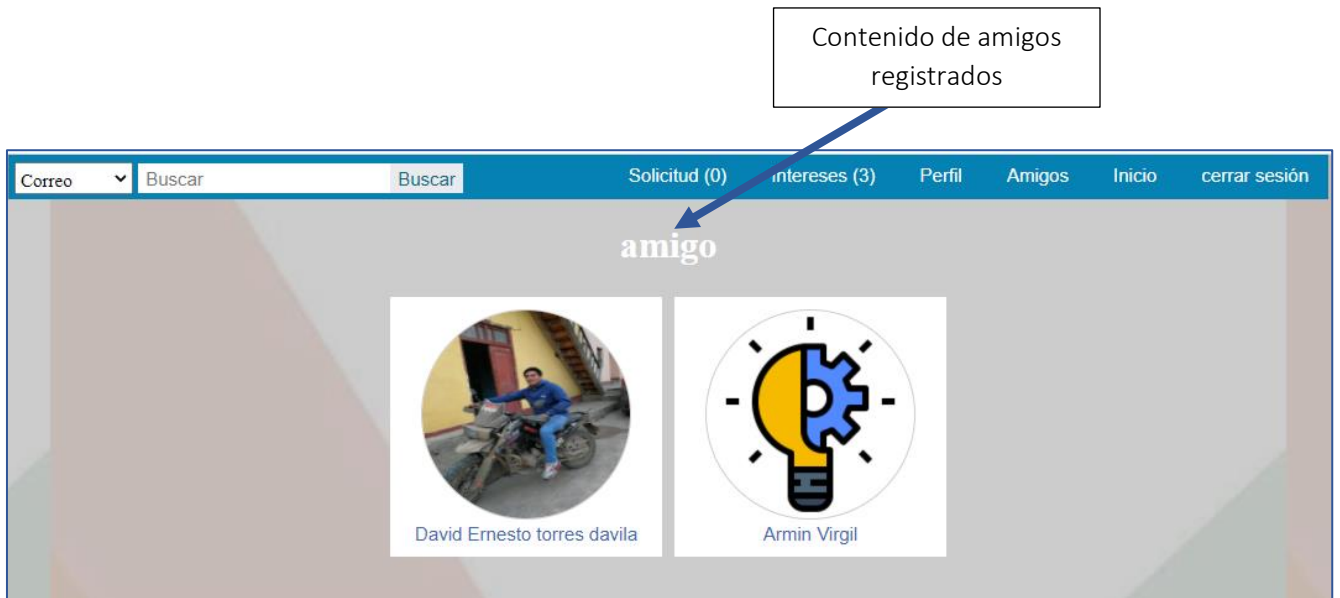 Contenido de amigos
registrados
Correo Buscar Buscar Solicitud (0) Intereses (3) Perfil Amigos Inicio cerrar sesión
amigo
David Ernesto torres davila Armin Virgil